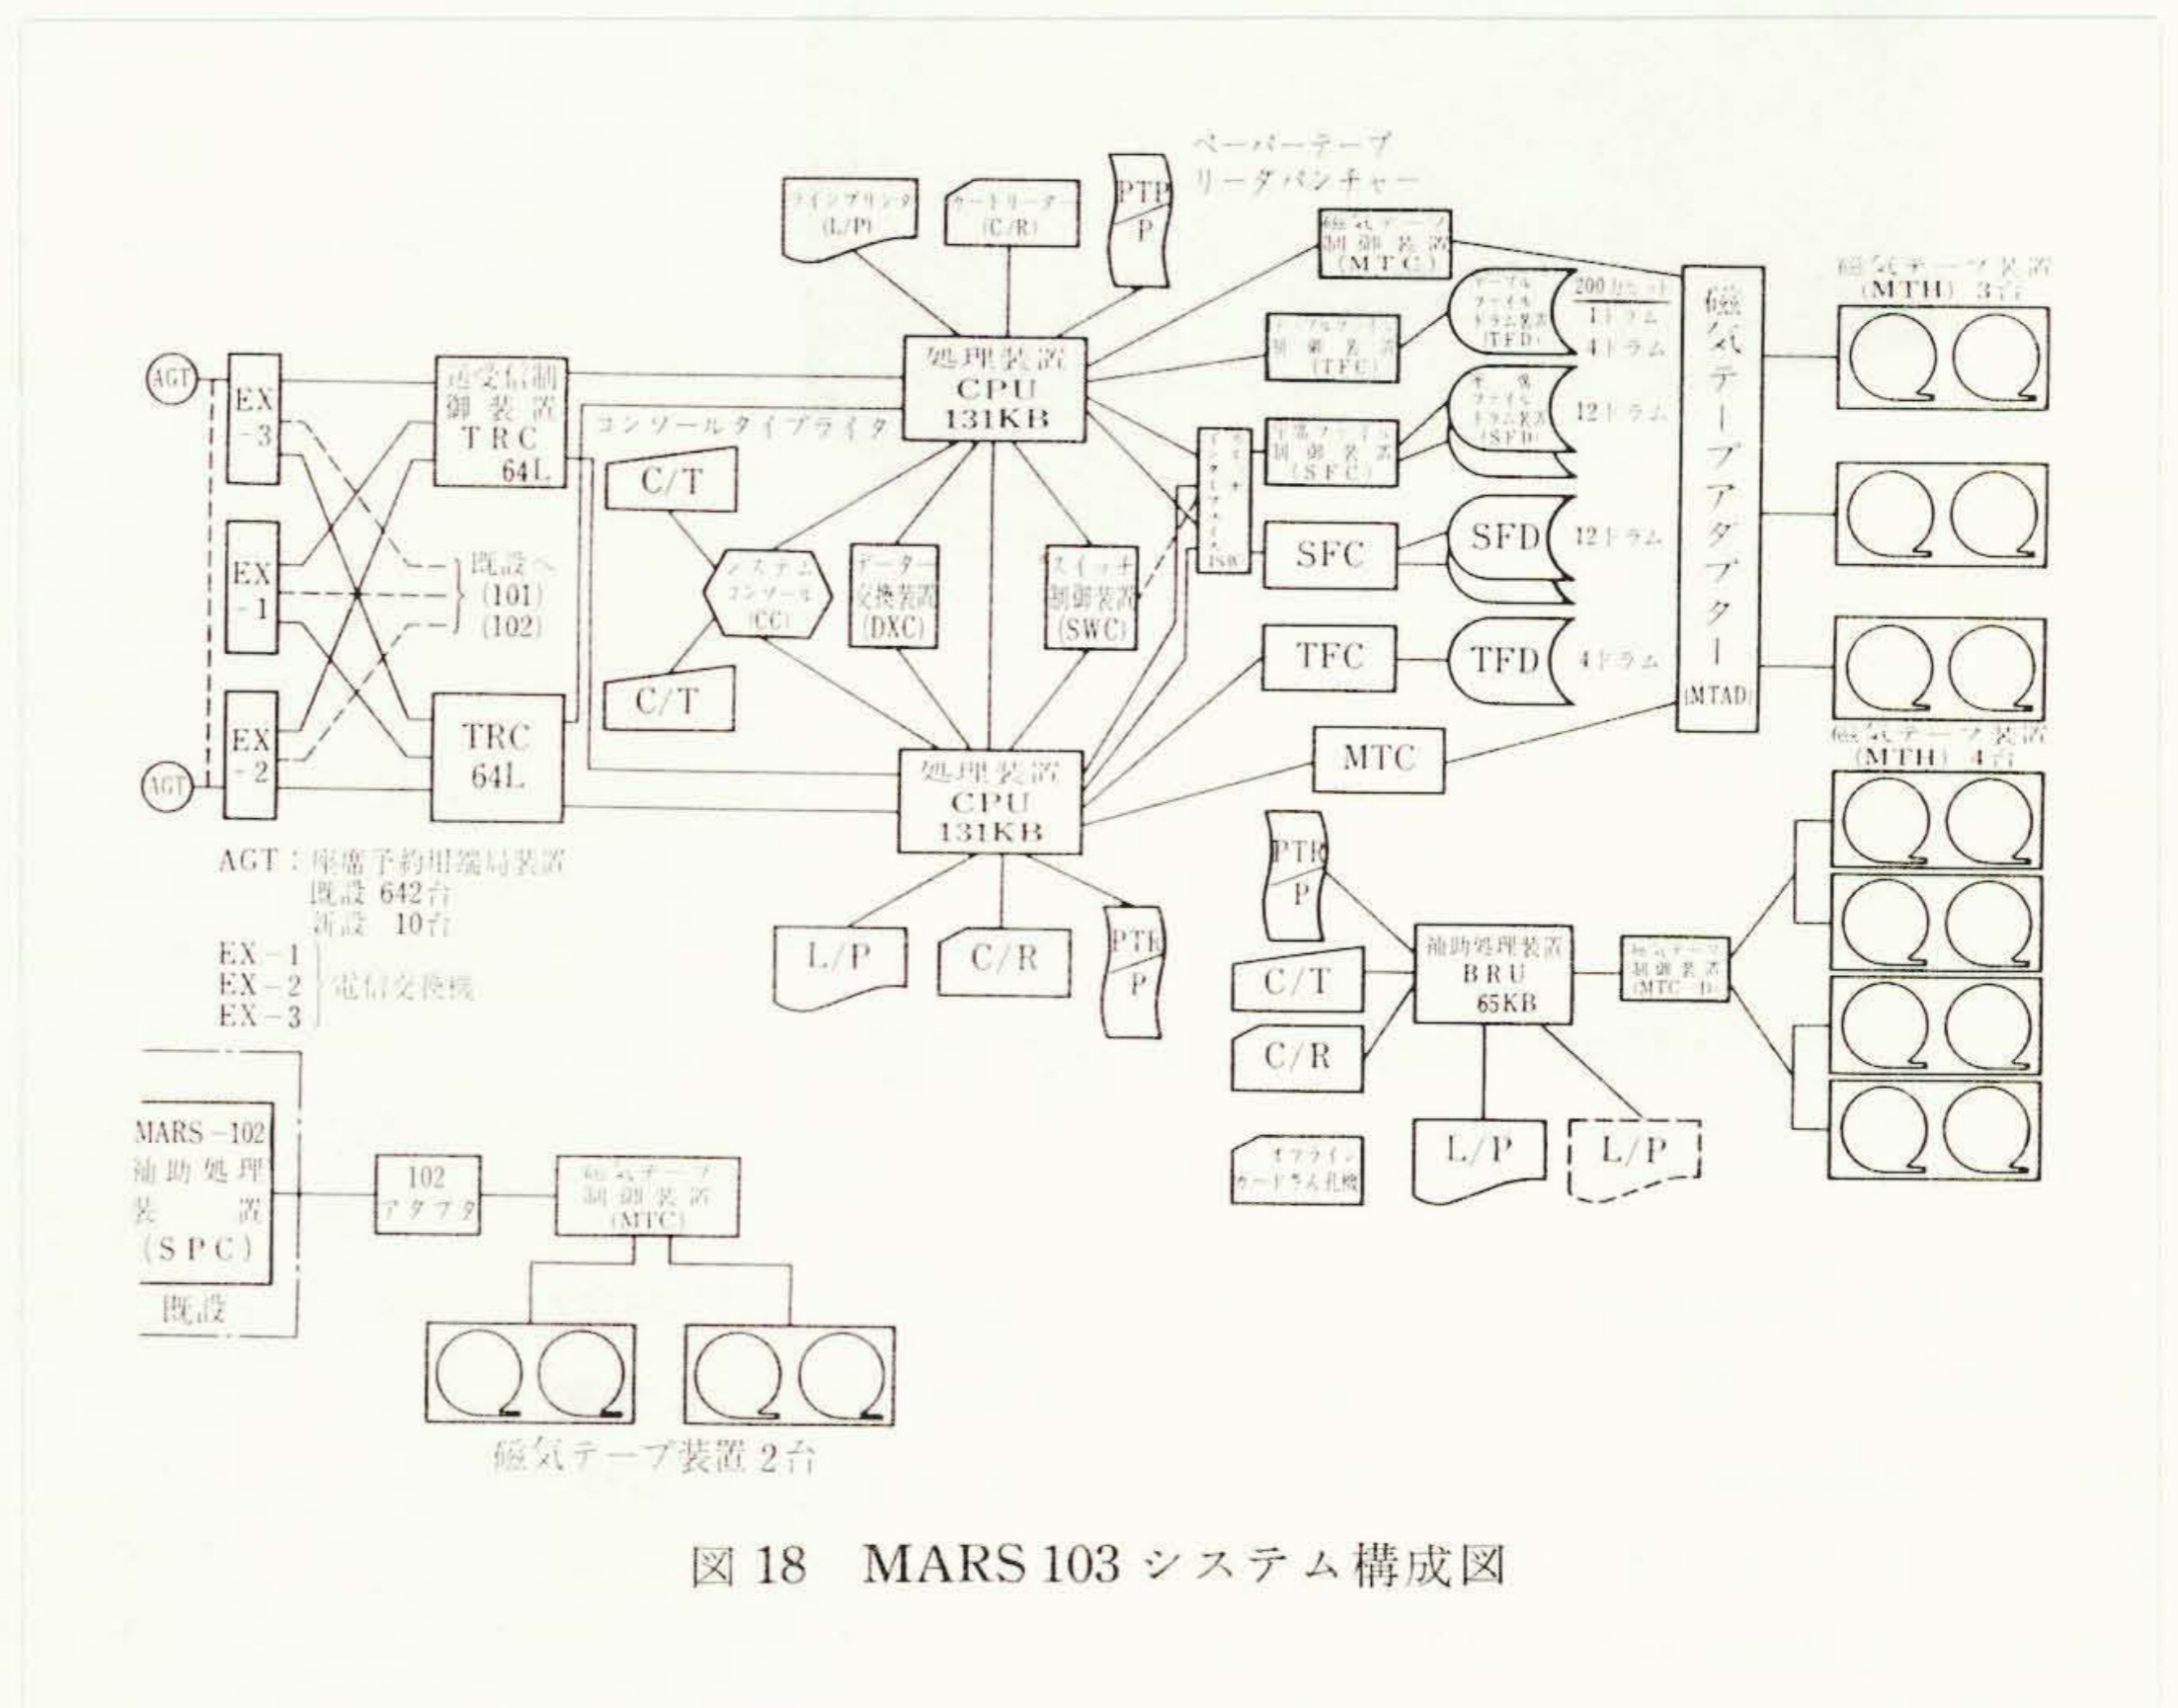 ペーパーテープ
リーダパンチャー
ラインプリンタ
(L/P)
カードリーダー
(C/R)
PTP
P
磁気テープ
制御装置
(MTC)
テーブルファイル
制御装置
(TFC)
テーブル
ファイル
ドラム装置
(TFD)
1ドラム
4ドラム
磁気テープ装置
(MTH) 3台
AGT
EX
-3
送受信制
御装置
TRC
64L
処理装置
CPU
131KB
コンソールタイプライタ
C/T
制御装置
(SFC)
ファイル
ドラム装置
(SFD)
12ドラム
磁気テープアダプター
(MTAD)
EX
-1
既設へ
(101)
(102)
システム
コンソール
(CC)
データー
交換装置
(DXC)
スイッチ
制御装置
(SWC)
SFC
SFD
12ドラム
C/T
TFC
TFD
4ドラム
AGT
EX
-2
TRC
64L
処理装置
CPU
131KB
MTC
磁気テープ装置
(MTH) 4台
AGT：座席予約用端局装置
既設 642台
新設 10台
EX-1
EX-2
EX-3
電信交換機
L/P
C/R
PTR
P
PTR
P
C/T
C/R
補助処理装置
BRU
65KB
磁気テープ
制御装置
L/P
L/P
オフライン
カードさん孔機
MARS-102
補助処理
装置
(SPC)
既設
102
アダプタ
磁気テープ
制御装置
(MTC)
磁気テープ装置 2台
図 18 MARS 103 システム構成図